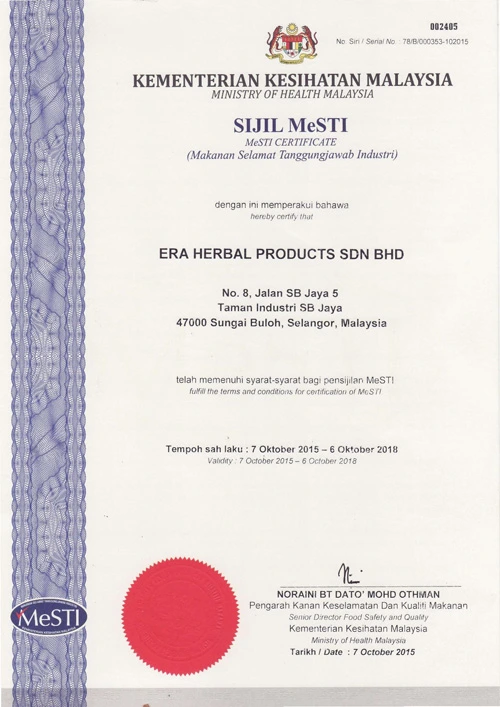 002405
No. Siri / Serial No : 78/B/000353-102015
KEMENTERIAN KESIHATAN MALAYSIA
MINISTRY OF HEALTH MALAYSIA
SIJIL MeSTI
MeSTI CERTIFICATE
(Makanan Selamat Tanggungjawab Industri)
dengan ini memperakui bahawa
hereby certify that
ERA HERBAL PRODUCTS SDN BHD
No. 8, Jalan SB Jaya 5
Taman Industri SB Jaya
47000 Sungai Buloh, Selangor, Malaysia
telah memenuhi syarat-syarat bagi pensijilan MeSTI
fulfill the terms and conditions for certification of MeSTI
Tempoh sah laku : 7 Oktober 2015 – 6 Oktober 2018
Validity : 7 October 2015 – 6 October 2018
NORAINI BT DATO' MOHD OTHMAN
Pengarah Kanan Keselamatan Dan Kualiti Makanan
Senior Director Food Safety and Quality
Kementerian Kesihatan Malaysia
Ministry of Health Malaysia
Tarikh / Date : 7 October 2015
MeSTI